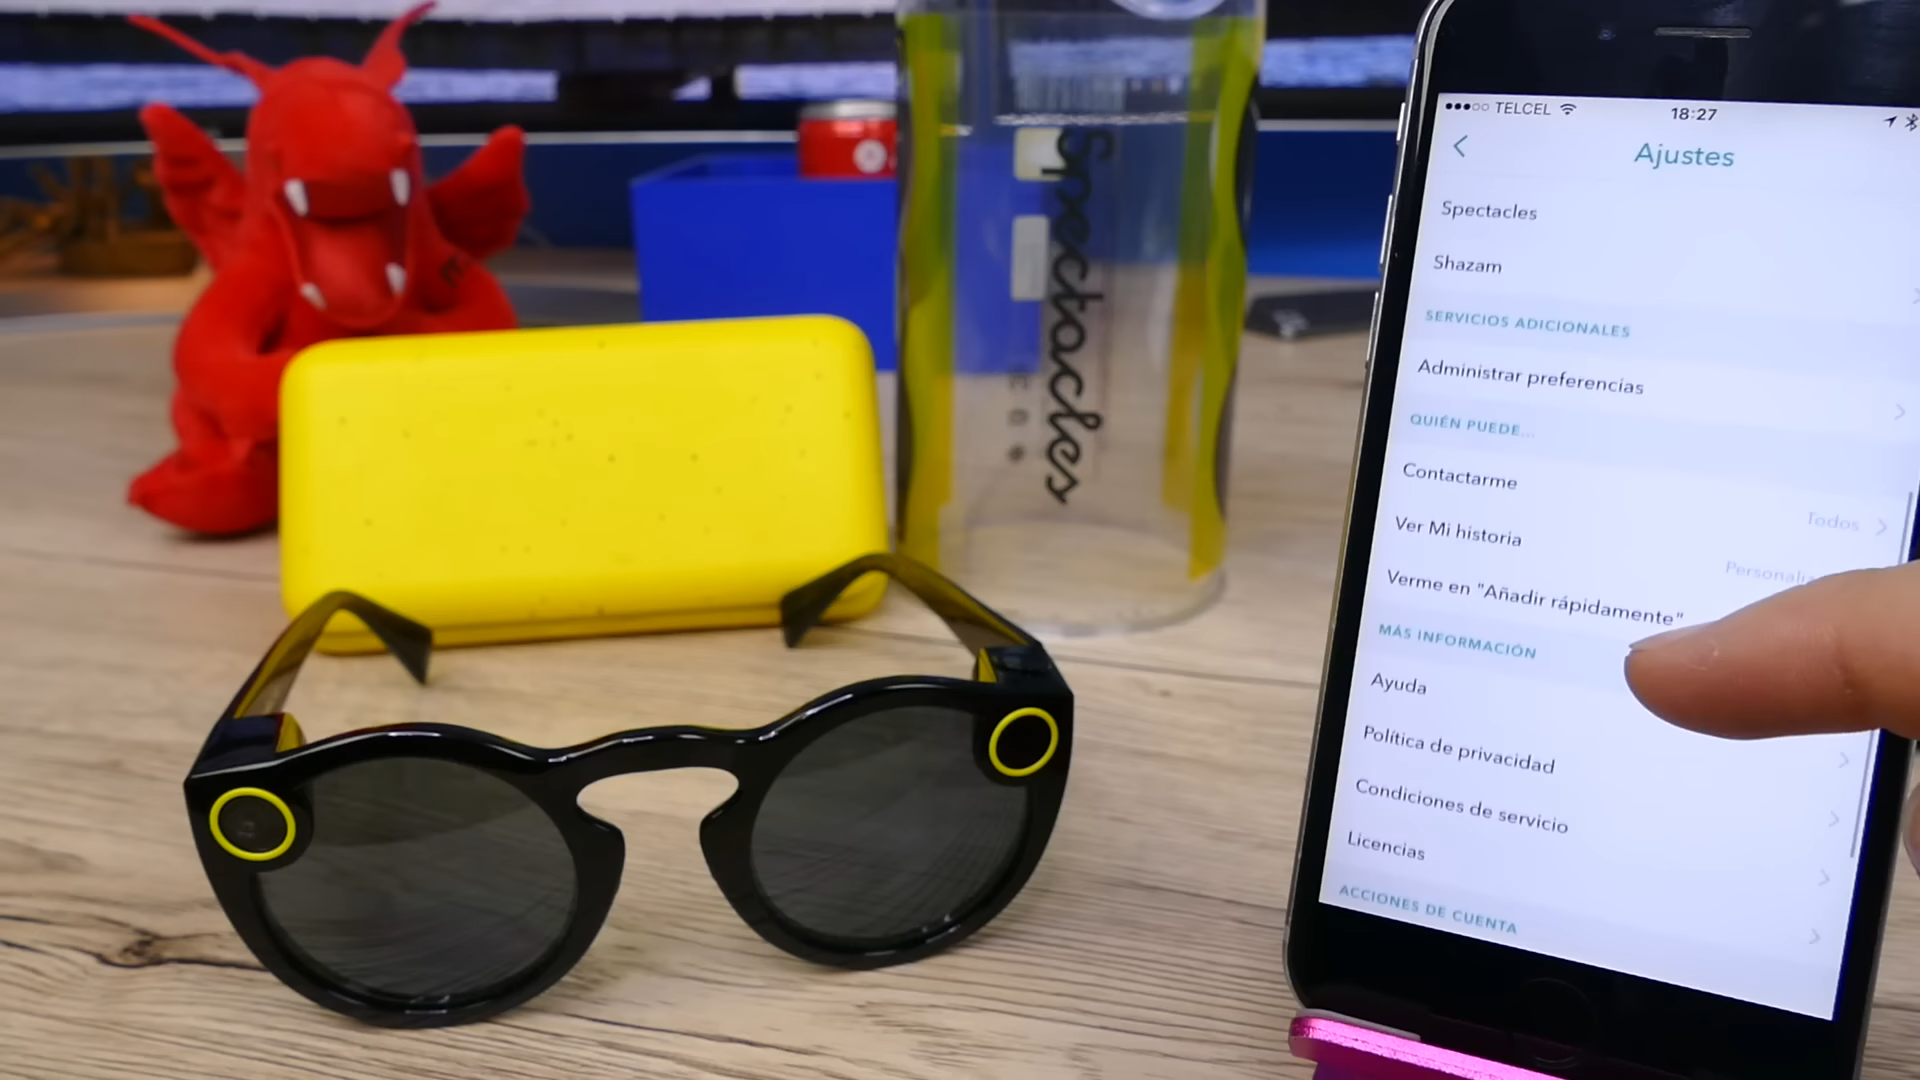 Spectacles
TELCEL
18:27
Ajustes
Spectacles
Shazam
SERVICIOS ADICIONALES
Administrar preferencias
QUIÉN PUEDE...
Contactarme
Todos
Ver Mi historia
Verme en "Añadir rápidamente"
MÁS INFORMACIÓN
Ayuda
Política de privacidad
Condiciones de servicio
Licencias
ACCIONES DE CUENTA